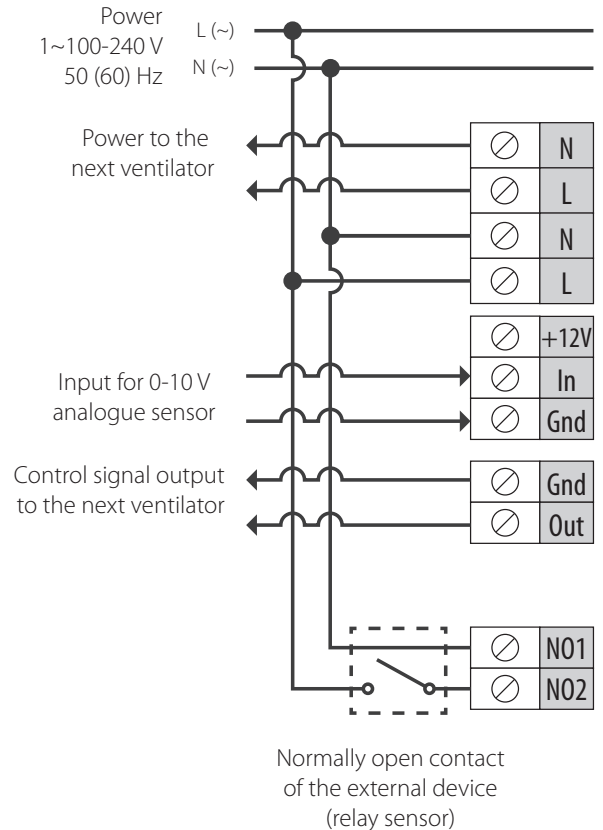 Power
1~100-240 V
50 (60) Hz
L (~)
N (~)
Power to the
next ventilator
N
L
N
L
+12V
Input for 0-10 V
analogue sensor
In
Gnd
Control signal output
to the next ventilator
Gnd
Out
NO1
NO2
Normally open contact
of the external device
(relay sensor)